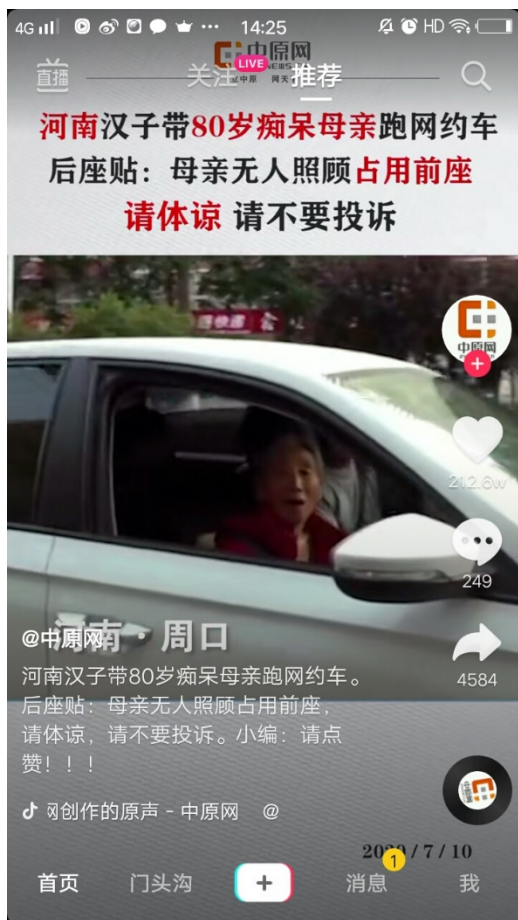 4G 14:25 HD
中原网
直播 关注 LIVE 推荐
河南汉子带80岁痴呆母亲跑网约车
后座贴：母亲无人照顾占用前座
请体谅 请不要投诉
中原网
212.6w
249
河南·周口
@中原网
4584
河南汉子带80岁痴呆母亲跑网约车。
后座贴：母亲无人照顾占用前座，
请体谅，请不要投诉。小编：请点
赞！！！
网创作的原声 - 中原网 @
2020/7/10
首页 门头沟 消息 1 我